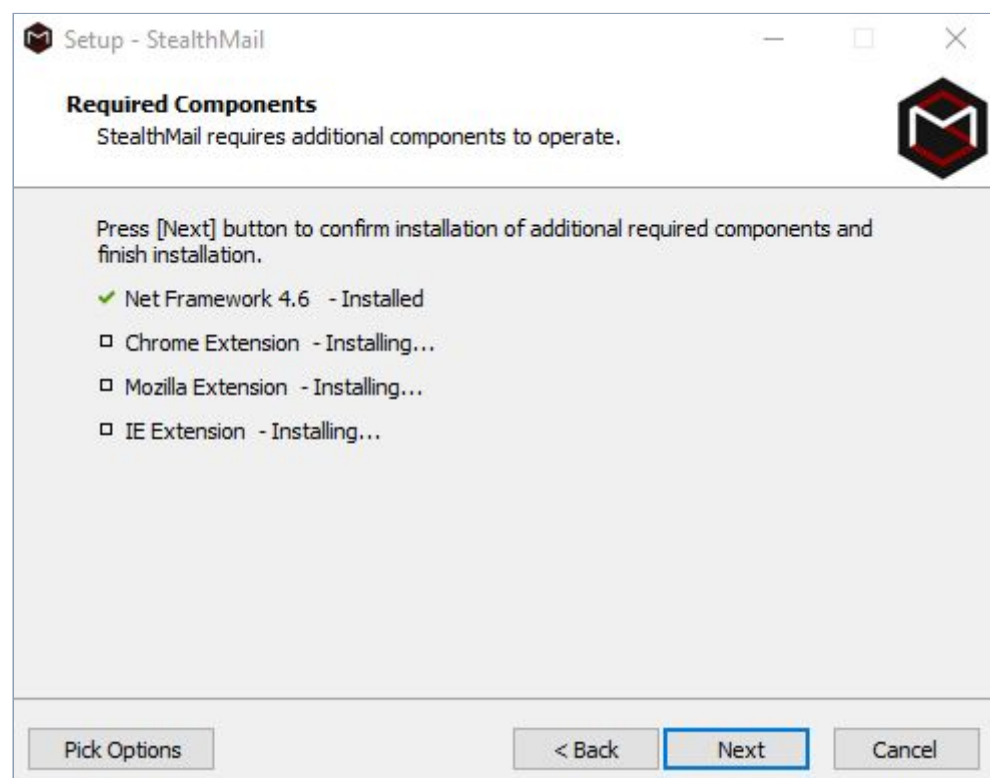 Setup - StealthMail
Required Components
StealthMail requires additional components to operate.
Press [Next] button to confirm installation of additional required components and
finish installation.
Net Framework 4.6 - Installed
Chrome Extension - Installing...
Mozilla Extension - Installing...
IE Extension - Installing...
Pick Options < Back Next Cancel